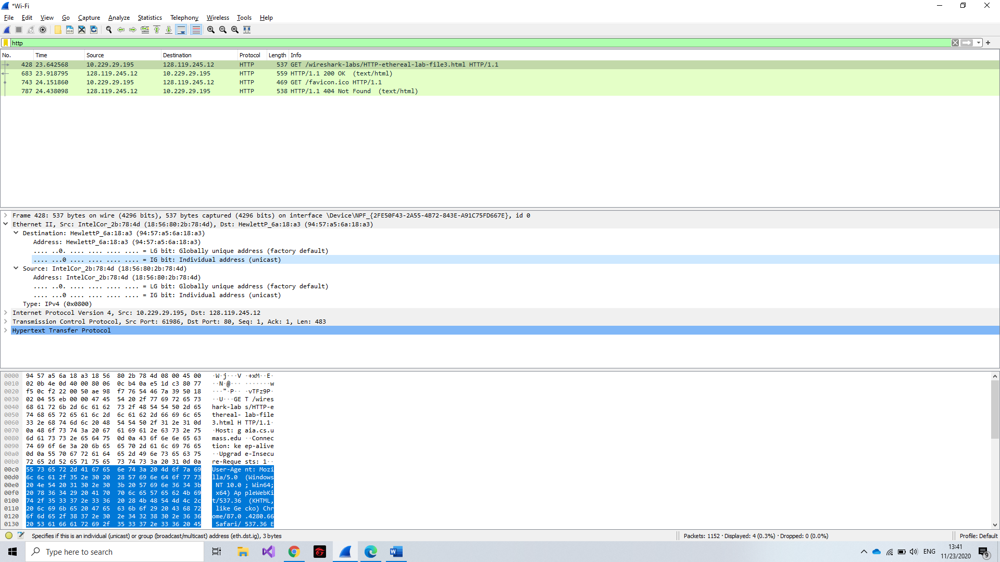 *Wi-Fi
File Edit View Go Capture Analyze Statistics Telephony Wireless Tools Help
http
No. Time Source Destination Protocol Length Info
428 23.642568 10.229.29.195 128.119.245.12 HTTP 537 GET /wireshark-labs/HTTP-ethereal-lab-file3.html HTTP/1.1
683 23.918795 128.119.245.12 10.229.29.195 HTTP 559 HTTP/1.1 200 OK (text/html)
743 24.151860 10.229.29.195 128.119.245.12 HTTP 469 GET /favicon.ico HTTP/1.1
787 24.438098 128.119.245.12 10.229.29.195 HTTP 538 HTTP/1.1 404 Not Found (text/html)
Frame 428: 537 bytes on wire (4296 bits), 537 bytes captured (4296 bits) on interface \Device\NPF_{2FE50F43-2A55-4B72-843E-A91C75FD667E}, id 0
Ethernet II, Src: IntelCor_2b:78:4d (18:56:80:2b:78:4d), Dst: HewlettP_6a:18:a3 (94:57:a5:6a:18:a3)
Destination: HewlettP_6a:18:a3 (94:57:a5:6a:18:a3)
Address: HewlettP_6a:18:a3 (94:57:a5:6a:18:a3)
.... ..0. .... .... .... .... = LG bit: Globally unique address (factory default)
.... ...0 .... .... .... .... = IG bit: Individual address (unicast)
Source: IntelCor_2b:78:4d (18:56:80:2b:78:4d)
Address: IntelCor_2b:78:4d (18:56:80:2b:78:4d)
.... ..0. .... .... .... .... = LG bit: Globally unique address (factory default)
.... ...0 .... .... .... .... = IG bit: Individual address (unicast)
Type: IPv4 (0x0800)
Internet Protocol Version 4, Src: 10.229.29.195, Dst: 128.119.245.12
Transmission Control Protocol, Src Port: 61986, Dst Port: 80, Seq: 1, Ack: 1, Len: 483
Hypertext Transfer Protocol
0000 94 57 a5 6a 18 a3 18 56 80 2b 78 4d 08 00 45 00 ·W·j···V ·+xM··E·
0010 02 0b 4e 0d 40 00 80 06 0c b4 0a e5 1d c3 80 77 ··N·@··· ·······w
0020 f5 0c f2 22 00 50 ae 98 f7 76 54 46 7a 39 50 18 ···"·P·· ·vTFz9P·
0030 02 04 55 eb 00 00 47 45 54 20 2f 77 69 72 65 73 ··U···GE T /wires
0040 68 61 72 6b 2d 6c 61 62 73 2f 48 54 54 50 2d 65 hark-lab s/HTTP-e
0050 74 68 65 72 65 61 6c 2d 6c 61 62 2d 66 69 6c 65 thereal- lab-file
0060 33 2e 68 74 6d 6c 20 48 54 54 50 2f 31 2e 31 0d 3.html H TTP/1.1·
0070 0a 48 6f 73 74 3a 20 67 61 69 61 2e 63 73 2e 75 ·Host: g aia.cs.u
0080 6d 61 73 73 2e 65 64 75 0d 0a 43 6f 6e 6e 65 63 mass.edu ··Connec
0090 74 69 6f 6e 3a 20 6b 65 65 70 2d 61 6c 69 76 65 tion: ke ep-alive
00a0 0d 0a 55 70 67 72 61 64 65 2d 49 6e 73 65 63 75 ··Upgrad e-Insecu
00b0 72 65 2d 52 65 71 75 65 73 74 73 3a 20 31 0d 0a re-Reque sts: 1··
00c0 55 73 65 72 2d 41 67 65 6e 74 3a 20 4d 6f 7a 69 User-Age nt: Mozi
00d0 6c 6c 61 2f 35 2e 30 20 28 57 69 6e 64 6f 77 73 lla/5.0 (Windows
00e0 20 4e 54 20 31 30 2e 30 3b 20 57 69 6e 36 34 3b NT 10.0 ; Win64;
00f0 20 78 36 34 29 20 41 70 70 6c 65 57 65 62 4b 69 x64) Ap pleWebKi
0100 74 2f 35 33 37 2e 33 36 20 28 4b 48 54 4d 4c 2c t/537.36 (KHTML,
0110 20 6c 69 6b 65 20 47 65 63 6b 6f 29 20 43 68 72 like Ge cko) Chr
0120 6f 6d 65 2f 38 37 2e 30 2e 34 32 38 30 2e 36 36 ome/87.0 .4280.66
0130 20 53 61 66 61 72 69 2f 35 33 37 2e 33 36 20 45 Safari/ 537.36 E
Specifies if this is an individual (unicast) or group (broadcast/multicast) address (eth.dst.ig), 3 bytes Packets: 1152 · Displayed: 4 (0.3%) · Dropped: 0 (0.0%) Profile: Default
Type here to search ENG 13:41
11/23/2020 9